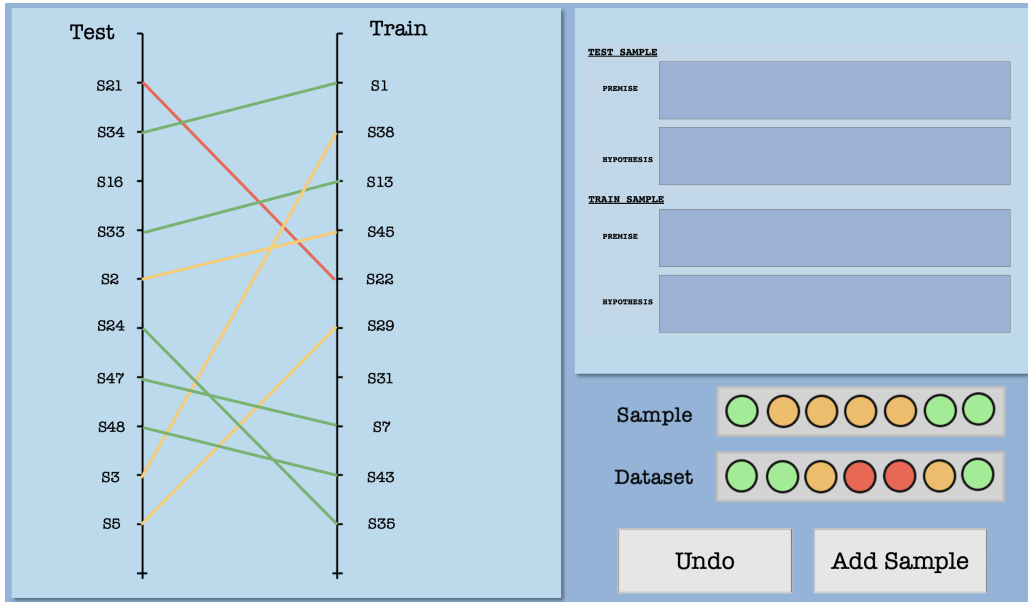 Test
Train
S21
S34
S16
S33
S2
S24
S47
S48
S3
S5
S1
S38
S13
S45
S22
S29
S31
S7
S43
S35
TEST SAMPLE
PREMISE
HYPOTHESIS
TRAIN SAMPLE
PREMISE
HYPOTHESIS
Sample
Dataset
Undo
Add Sample